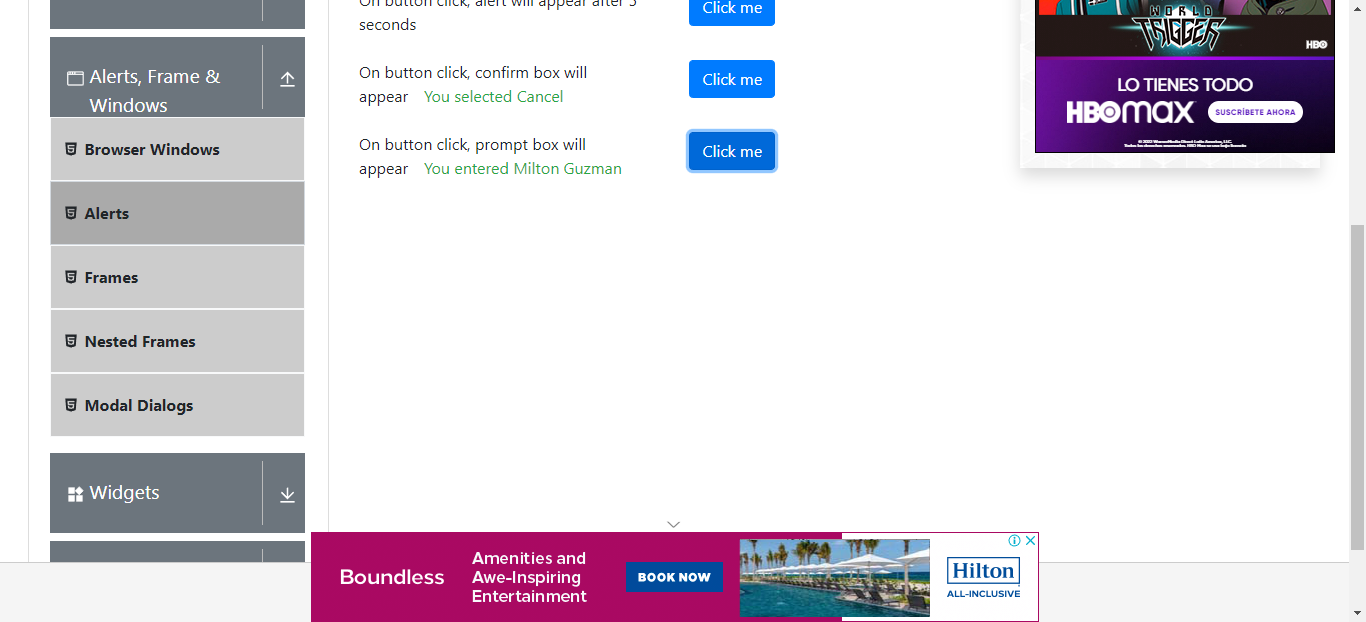 On button click, alert will appear after 5
seconds
Click me
Alerts, Frame &
Windows
On button click, confirm box will
appear You selected Cancel
Click me
On button click, prompt box will
appear You entered Milton Guzman
Click me
Browser Windows
Alerts
Frames
Nested Frames
Modal Dialogs
Widgets
WORLD
TRIGGER
HBO
LO TIENES TODO
HBOMAX
SUSCRÍBETE AHORA
Boundless
Amenities and
Awe-Inspiring
Entertainment
BOOK NOW
Hilton
ALL-INCLUSIVE